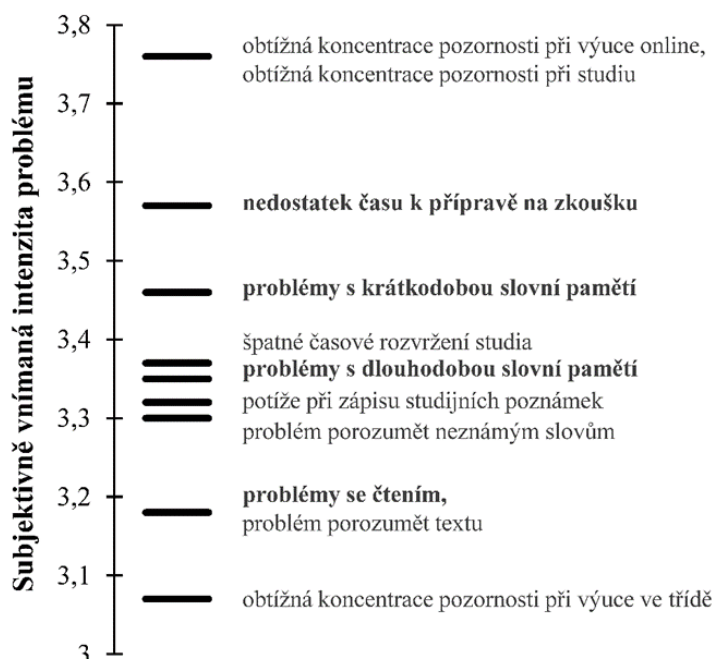 Subjektivně vnímaná intenzita problému
3,8
obtížná koncentrace pozornosti při výuce online,
obtížná koncentrace pozornosti při studiu
3,7
3,6
nedostatek času k přípravě na zkoušku
3,5
problémy s krátkodobou slovní pamětí
3,4
špatné časové rozvržení studia
problémy s dlouhodobou slovní pamětí
potíže při zápisu studijních poznámek
3,3
problém porozumět neznámým slovům
3,2
problémy se čtením,
problém porozumět textu
3,1
obtížná koncentrace pozornosti při výuce ve třídě
3